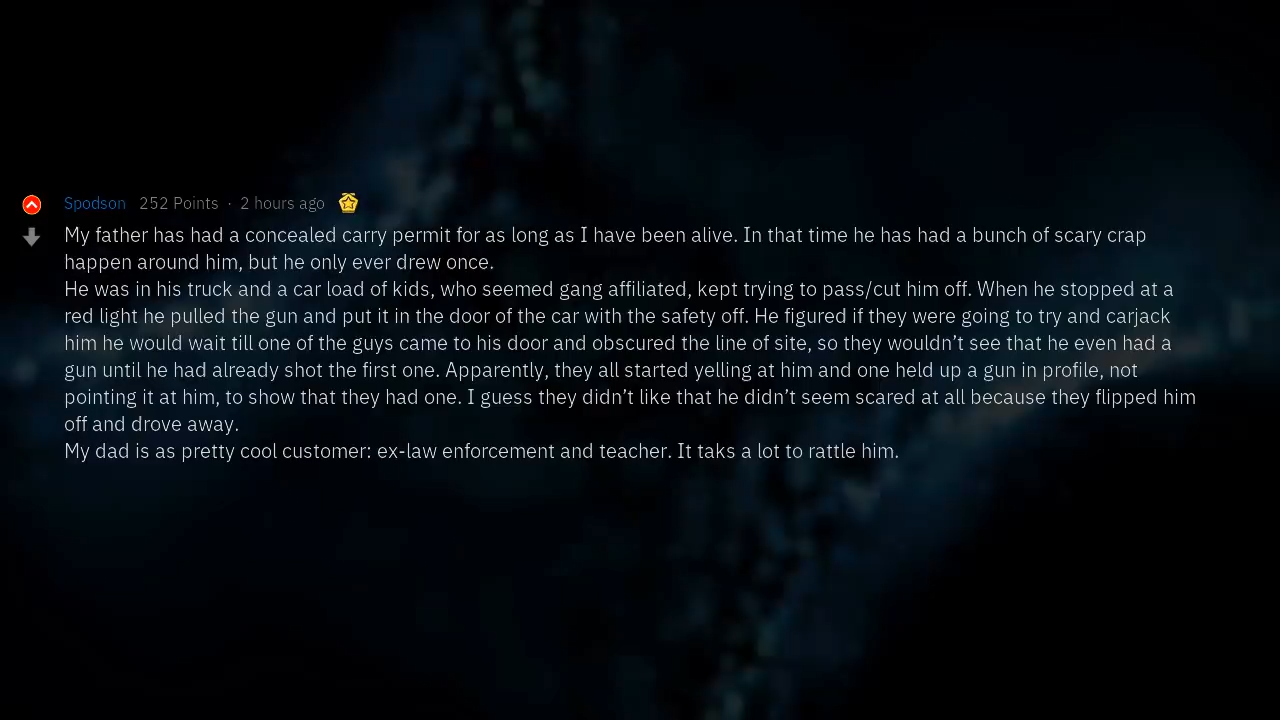 Spodson 252 Points · 2 hours ago
My father has had a concealed carry permit for as long as I have been alive. In that time he has had a bunch of scary crap
happen around him, but he only ever drew once.
He was in his truck and a car load of kids, who seemed gang affiliated, kept trying to pass/cut him off. When he stopped at a
red light he pulled the gun and put it in the door of the car with the safety off. He figured if they were going to try and carjack
him he would wait till one of the guys came to his door and obscured the line of site, so they wouldn’t see that he even had a
gun until he had already shot the first one. Apparently, they all started yelling at him and one held up a gun in profile, not
pointing it at him, to show that they had one. I guess they didn’t like that he didn’t seem scared at all because they flipped him
off and drove away.
My dad is as pretty cool customer: ex-law enforcement and teacher. It taks a lot to rattle him.